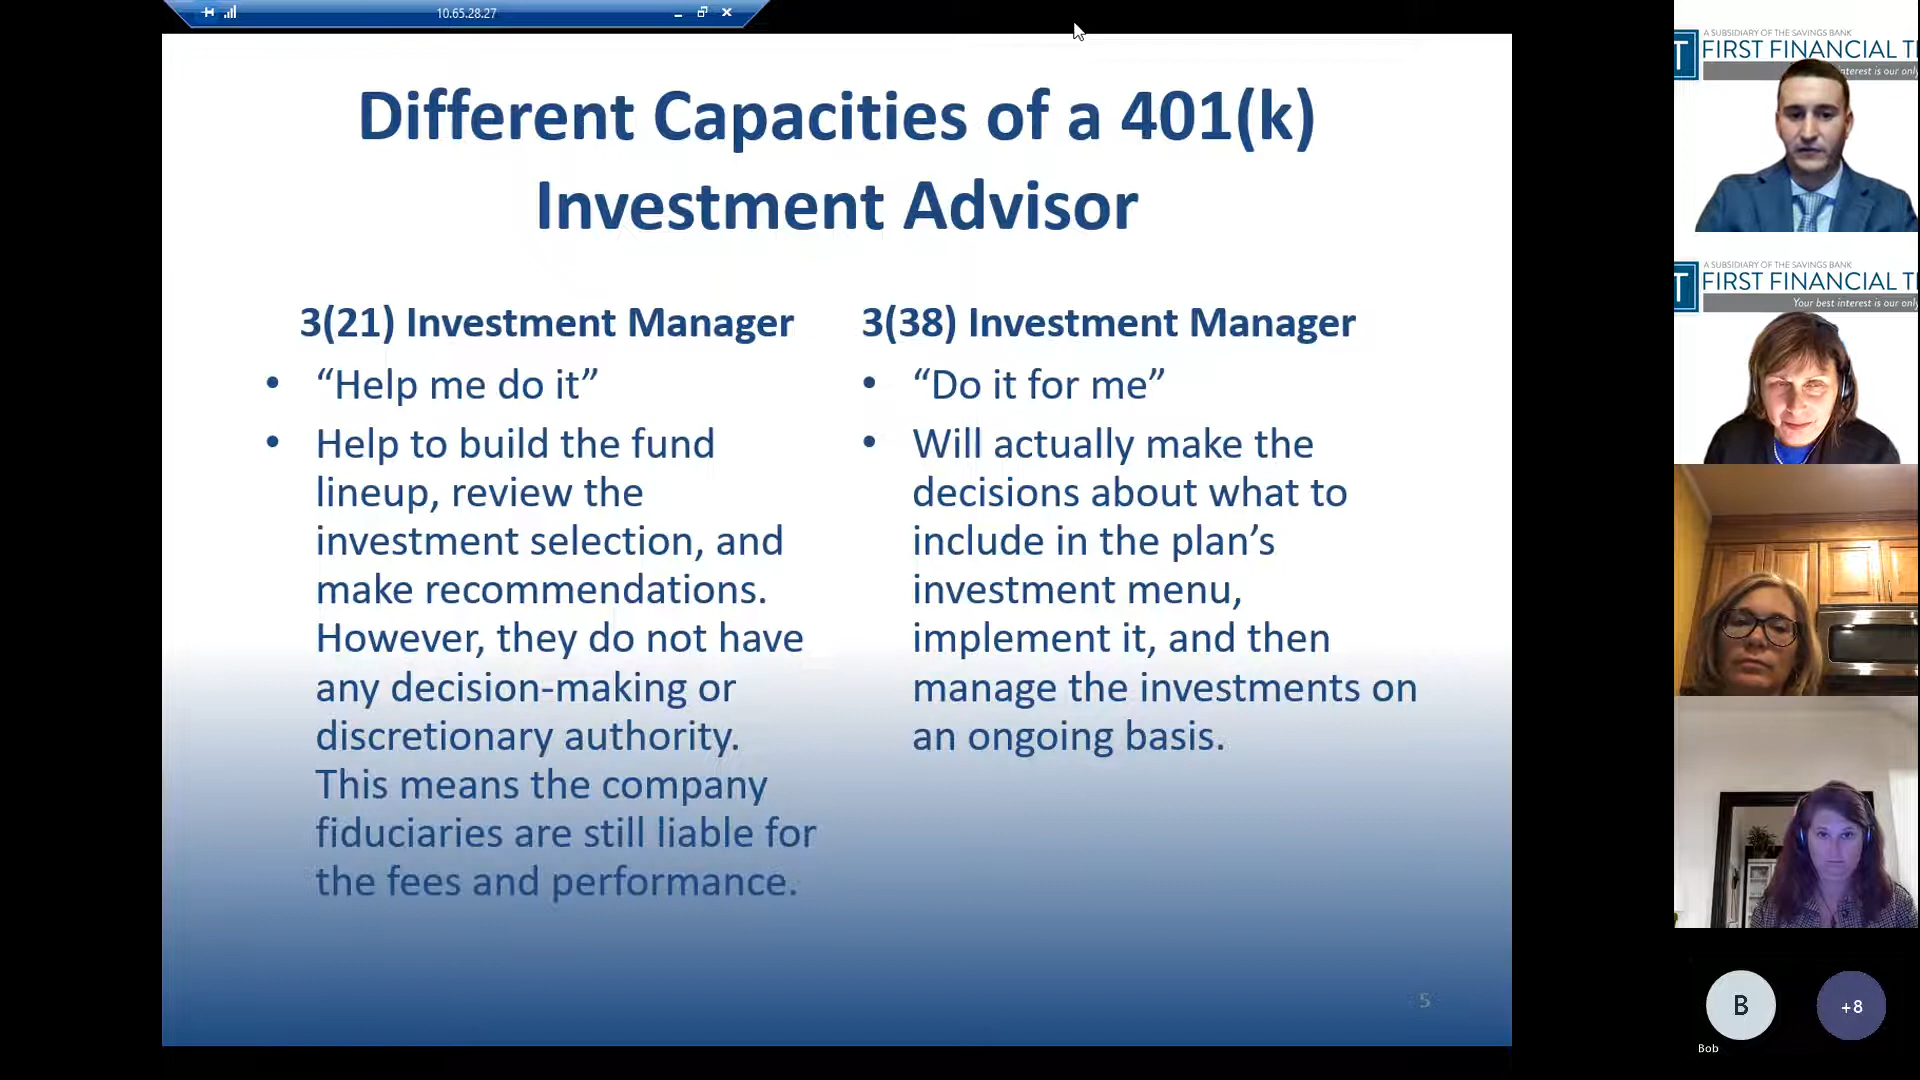 10.65.28.27
Different Capacities of a 401(k)
Investment Advisor
3(21) Investment Manager
• “Help me do it”
• Help to build the fund
lineup, review the
investment selection, and
make recommendations.
However, they do not have
any decision-making or
discretionary authority.
This means the company
fiduciaries are still liable for
the fees and performance.
3(38) Investment Manager
• “Do it for me”
• Will actually make the
decisions about what to
include in the plan’s
investment menu,
implement it, and then
manage the investments on
an ongoing basis.
5
A SUBSIDIARY OF THE SAVINGS BANK
FIRST FINANCIAL T
interest is our only
A SUBSIDIARY OF THE SAVINGS BANK
FIRST FINANCIAL T
Your best interest is our only
B
+8
Bob